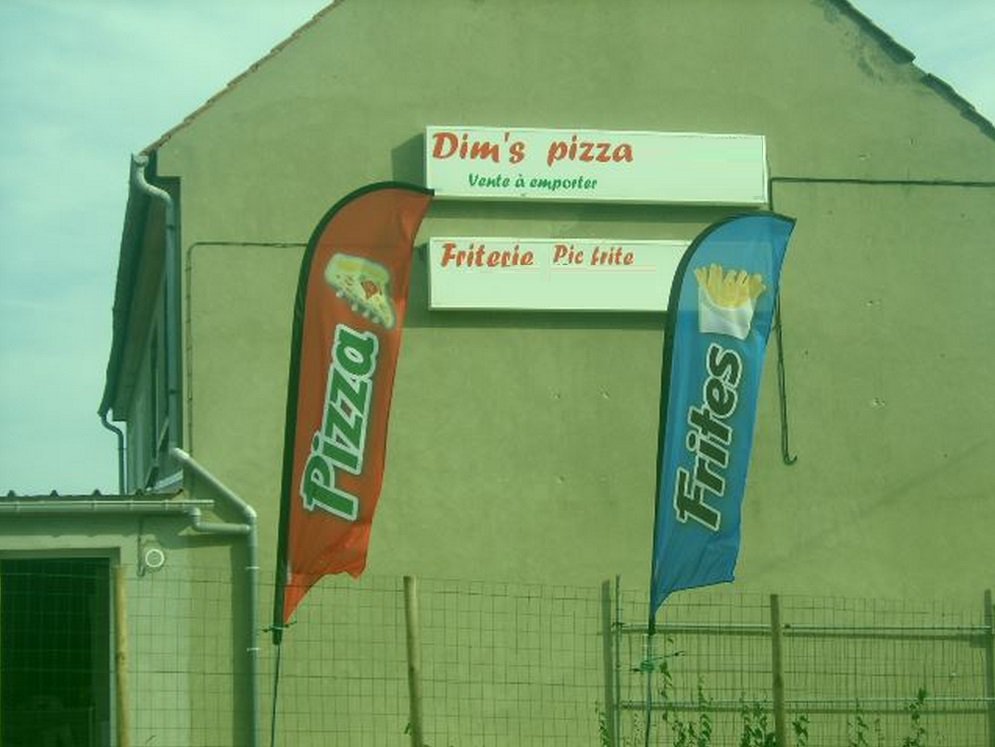 Dim's pizza
Vente à emporter
Friterie Pic frite
Pizza
Frites